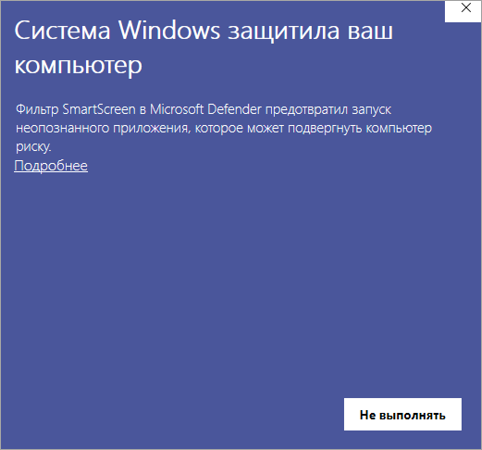 Система Windows защитила ваш
компьютер
Фильтр SmartScreen в Microsoft Defender предотвратил запуск
неопознанного приложения, которое может подвергнуть компьютер
риску.
Подробнее
Не выполнять